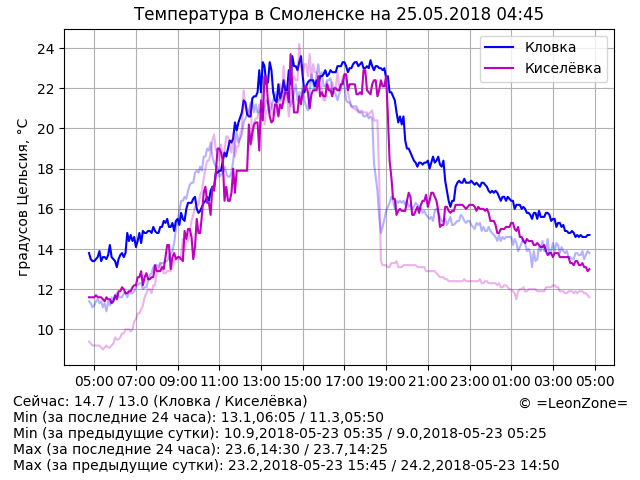 Температура в Смоленске на 25.05.2018 04:45
градусов Цельсия, °C
24
22
20
18
16
14
12
10
Кловка
Киселёвка
05:00 07:00 09:00 11:00 13:00 15:00 17:00 19:00 21:00 23:00 01:00 03:00 05:00
Сейчас: 14.7 / 13.0 (Кловка / Киселёвка)
© =LeonZone=
Min (за последние 24 часа): 13.1,06:05 / 11.3,05:50
Min (за предыдущие сутки): 10.9,2018-05-23 05:35 / 9.0,2018-05-23 05:25
Max (за последние 24 часа): 23.6,14:30 / 23.7,14:25
Max (за предыдущие сутки): 23.2,2018-05-23 15:45 / 24.2,2018-05-23 14:50